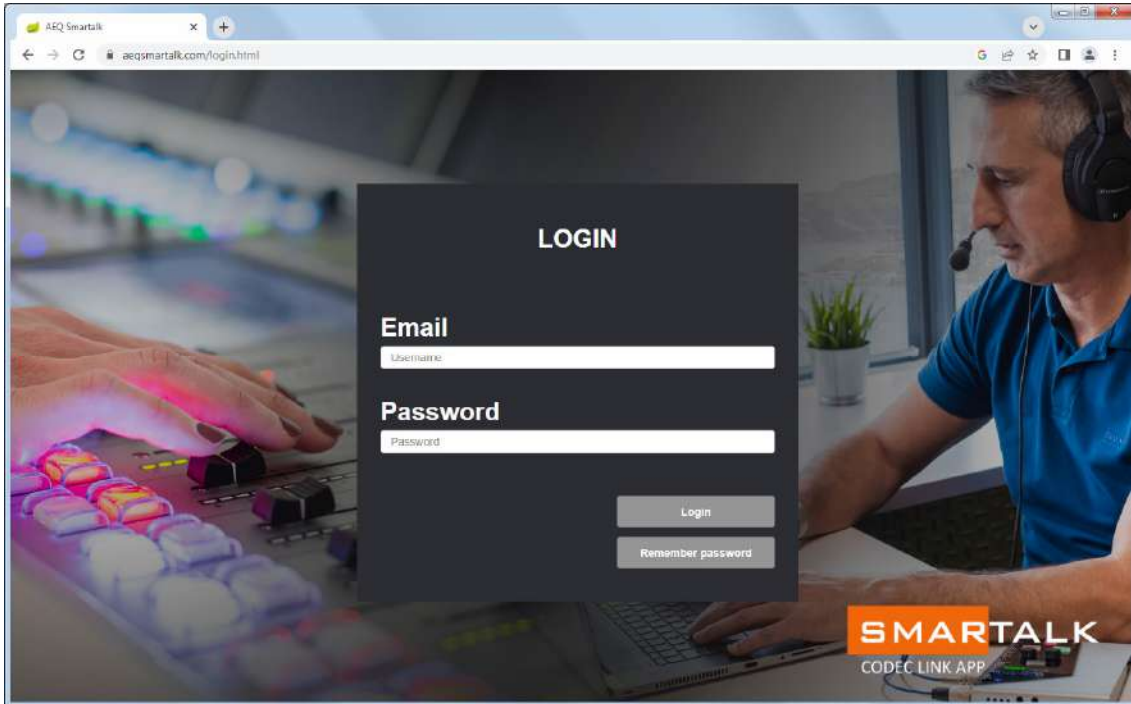 AEQ Smartalk
aeqsmartalk.com/login.html
LOGIN
Email
Username
Password
Password
Login
Remember password
SMARTALK
CODEC LINK APP